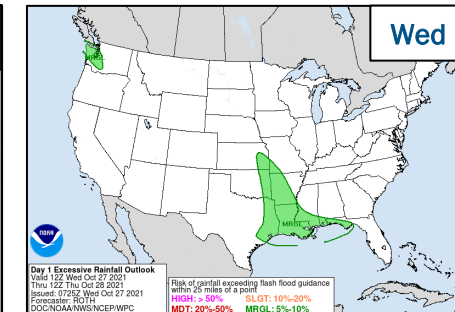 Wed
MRGL
MRGL
NOAA
Day 1 Excessive Rainfall Outlook
Valid 12Z Wed Oct 27 2021
Thru 12Z Thu Oct 28 2021
Issued: 0725Z Wed Oct 27 2021
Forecaster: ROTH
DOC/NOAA/NWS/NCEP/WPC
Risk of rainfall exceeding flash flood guidance
within 25 miles of a point
HIGH: > 50% SLGT: 10%-20%
MDT: 20%-50% MRGL: 5%-10%